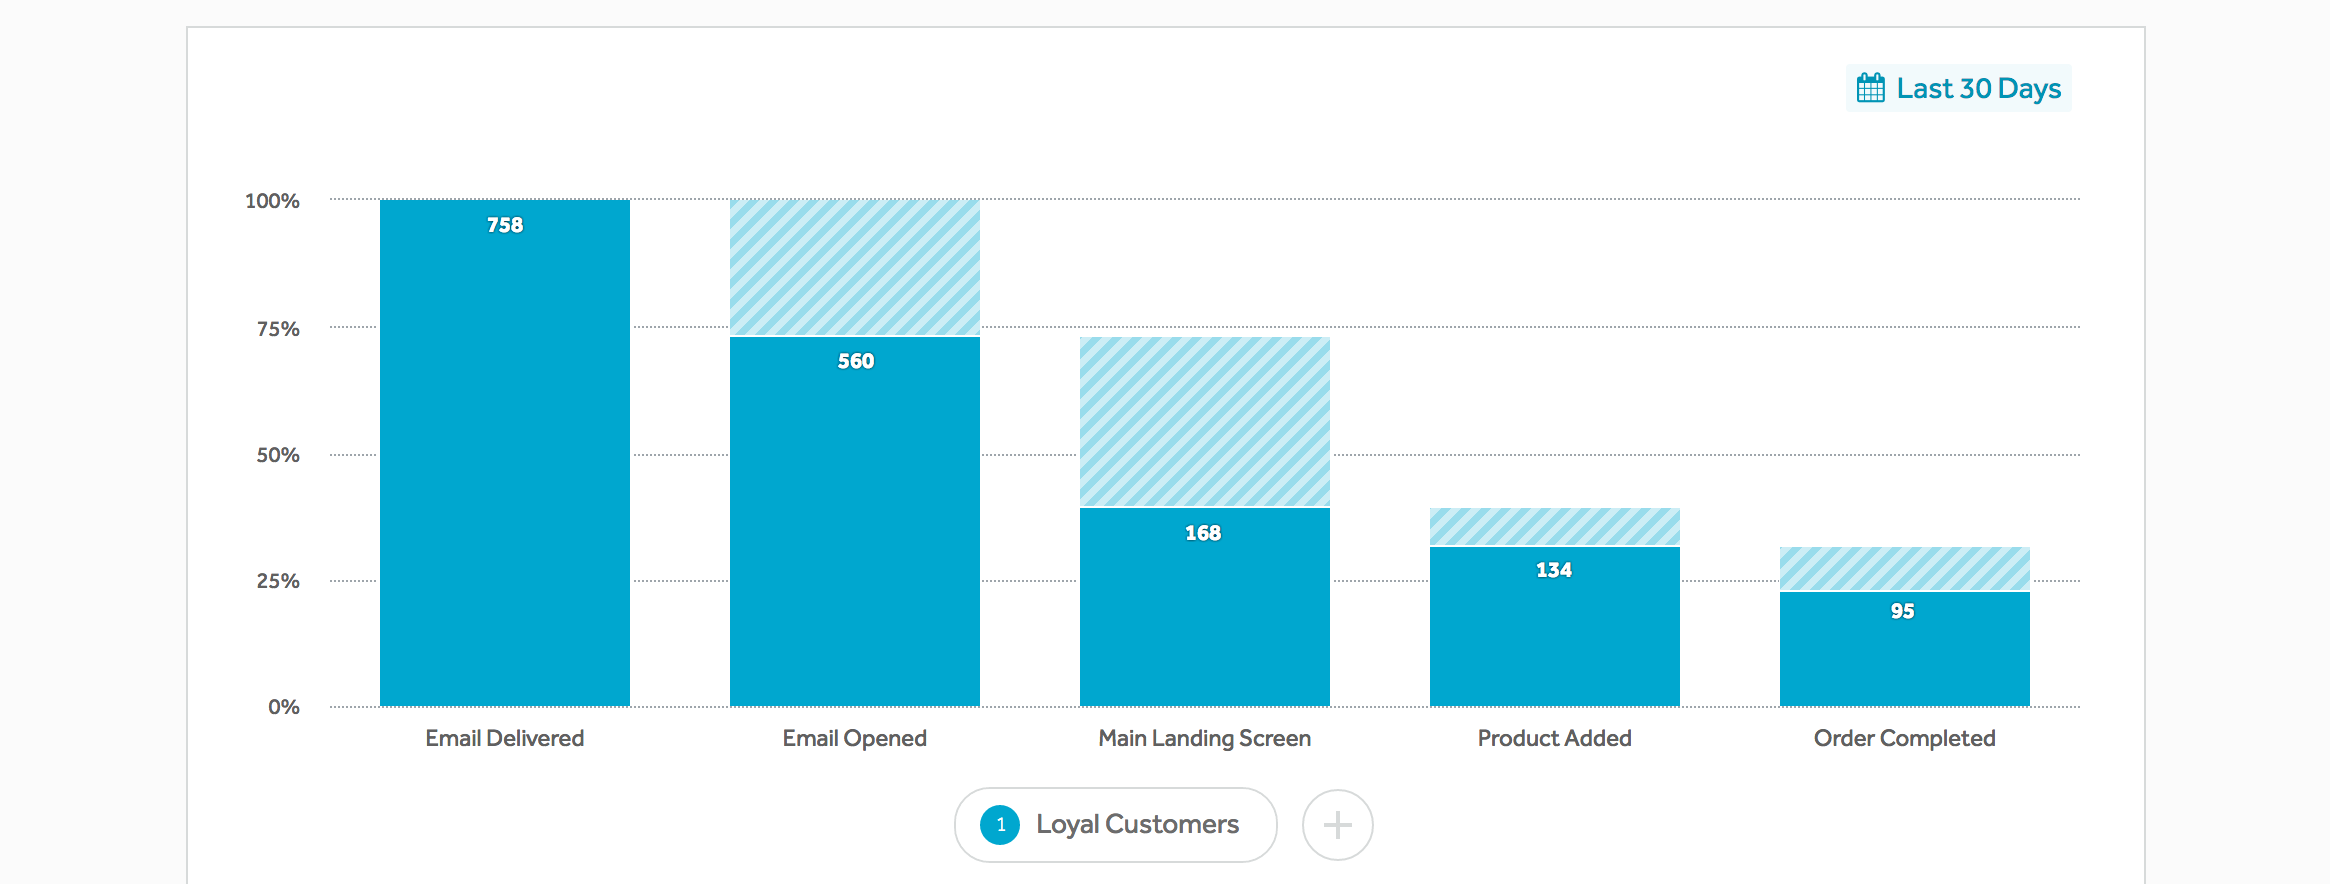 Last 30 Days
100%
75%
50%
25%
0%
758
560
168
134
95
Email Delivered
Email Opened
Main Landing Screen
Product Added
Order Completed
1 Loyal Customers
+